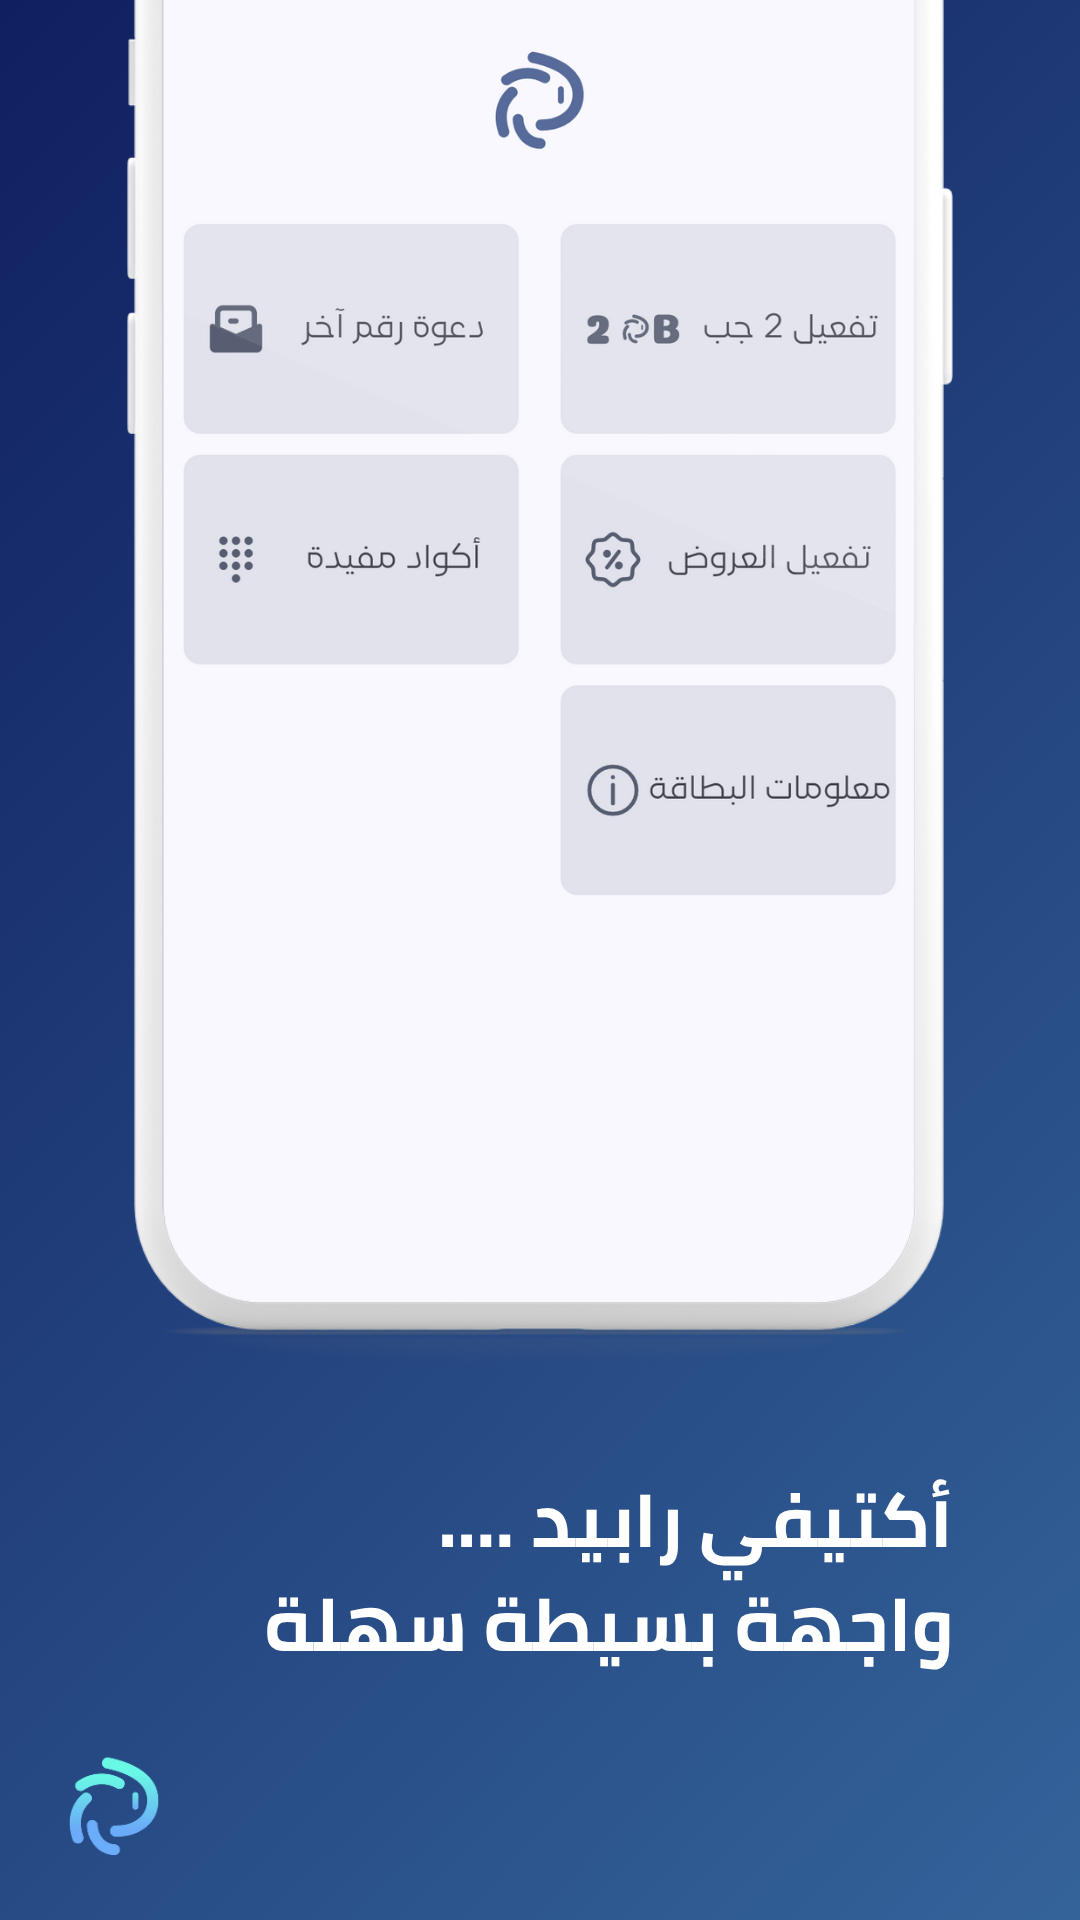 تفعيل 2 جب
2 B
دعوة رقم آخر
تفعيل العروض
أكواد مفيدة
معلومات البطاقة
أكتيفي رابيد ....
واجهة بسيطة سهلة